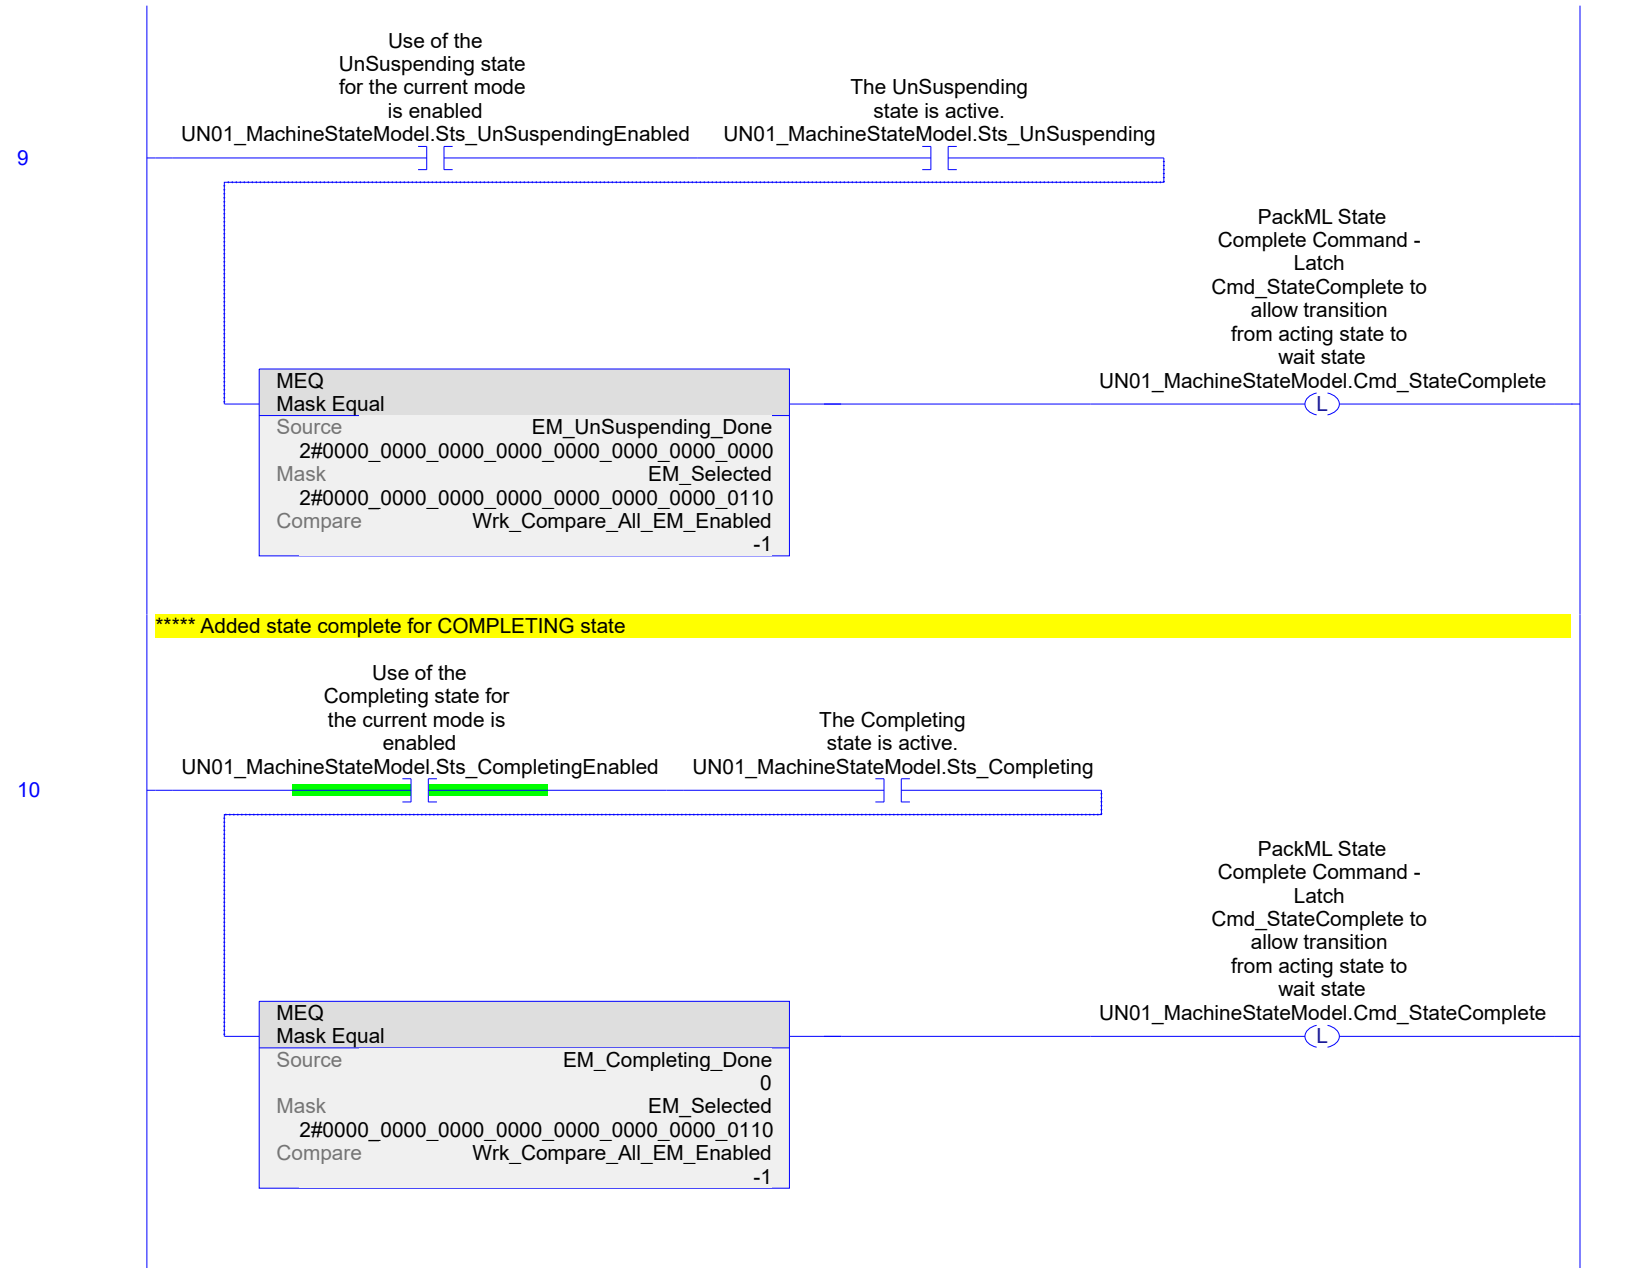 Use of the
UnSuspending state
for the current mode
is enabled
UN01_MachineStateModel.Sts_UnSuspendingEnabled
The UnSuspending
state is active.
UN01_MachineStateModel.Sts_UnSuspending
9
PackML State
Complete Command -
Latch
Cmd_StateComplete to
allow transition
from acting state to
wait state
UN01_MachineStateModel.Cmd_StateComplete
L
MEQ
Mask Equal
Source EM_UnSuspending_Done
2#0000_0000_0000_0000_0000_0000_0000_0000
Mask EM_Selected
2#0000_0000_0000_0000_0000_0000_0000_0110
Compare Wrk_Compare_All_EM_Enabled
-1
***** Added state complete for COMPLETING state
Use of the
Completing state for
the current mode is
enabled
UN01_MachineStateModel.Sts_CompletingEnabled
The Completing
state is active.
UN01_MachineStateModel.Sts_Completing
10
PackML State
Complete Command -
Latch
Cmd_StateComplete to
allow transition
from acting state to
wait state
UN01_MachineStateModel.Cmd_StateComplete
L
MEQ
Mask Equal
Source EM_Completing_Done
0
Mask EM_Selected
2#0000_0000_0000_0000_0000_0000_0000_0110
Compare Wrk_Compare_All_EM_Enabled
-1